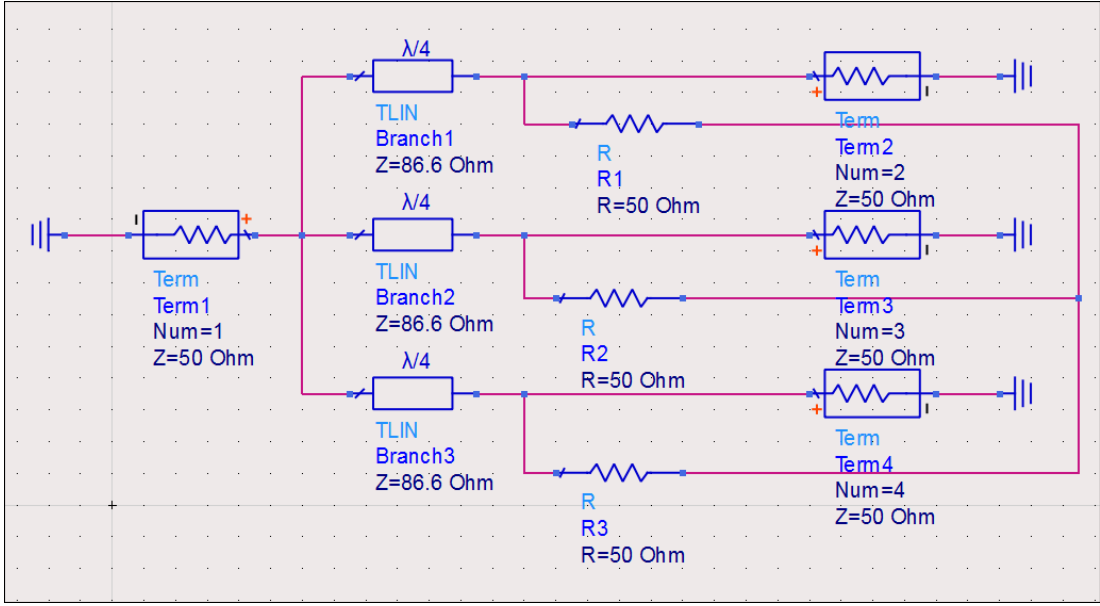 λ/4
TLIN
Branch1
Z=86.6 Ohm
R
R1
R=50 Ohm
Term
Term2
Num=2
Z=50 Ohm
Term
Term1
Num=1
Z=50 Ohm
λ/4
TLIN
Branch2
Z=86.6 Ohm
R
R2
R=50 Ohm
Term
Term3
Num=3
Z=50 Ohm
λ/4
TLIN
Branch3
Z=86.6 Ohm
R
R3
R=50 Ohm
Term
Term4
Num=4
Z=50 Ohm